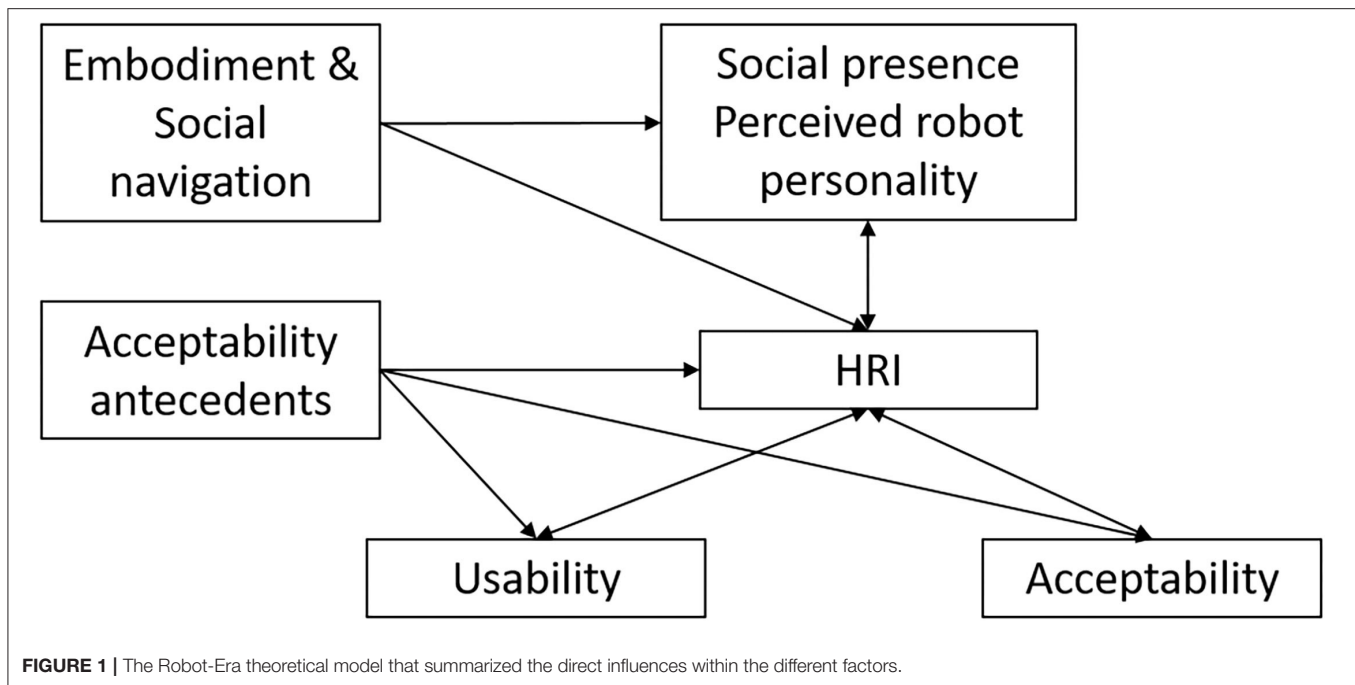 Embodiment &
Social
navigation
Social presence
Perceived robot
personality
Acceptability
antecedents
HRI
Usability
Acceptability
FIGURE 1 | The Robot-Era theoretical model that summarized the direct influences within the different factors.